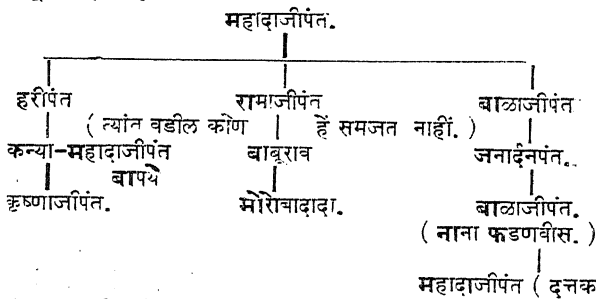 महादाजीपंत.
हरीपंत रामाजीपंत बाळाजीपंत
( त्यांत वडील कोण हें समजत नाहीं. )
कन्या-महादाजीपंत बाबूराव जनार्दनपंत.
बापये
कृष्णाजीपंत. मोरोबादादा. बाळाजीपंत.
( नाना फडणवीस. )
महादाजीपंत ( दत्तक